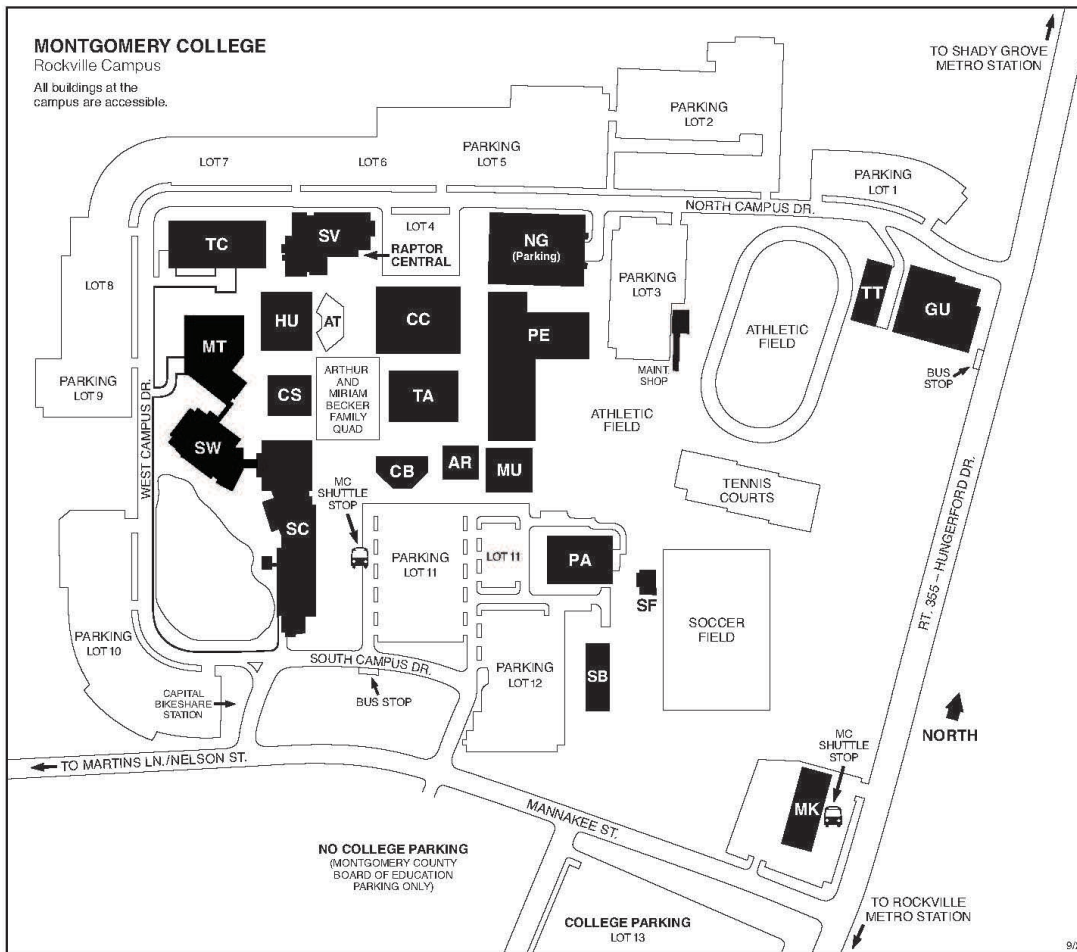 MONTGOMERY COLLEGE
Rockville Campus
All buildings at the
campus are accessible.
TO SHADY GROVE
METRO STATION
PARKING
LOT 2
PARKING
LOT 5
LOT 7
LOT 6
PARKING
LOT 1
NORTH CAMPUS DR.
TC
SV
LOT 4
RAPTOR
CENTRAL
NG
(Parking)
PARKING
LOT 3
LOT 8
HU
AT
CC
PE
TT
GU
ATHLETIC
FIELD
MT
MAINT.
SHOP
BUS
STOP
PARKING
LOT 9
CS
ARTHUR
AND
MIRIAM
BECKER
FAMILY
QUAD
TA
ATHLETIC
FIELD
WEST CAMPUS DR.
SW
CB
AR
MU
TENNIS
COURTS
MC
SHUTTLE
STOP
SC
PARKING
LOT 11
LOT 11
PA
SF
SOCCER
FIELD
RT. 355 – HUNGERFORD DR.
PARKING
LOT 10
SOUTH CAMPUS DR.
PARKING
LOT 12
SB
CAPITAL
BIKESHARE
STATION
BUS STOP
NORTH
MC
SHUTTLE
STOP
TO MARTINS LN./NELSON ST.
MK
MANNAKEE ST.
NO COLLEGE PARKING
(MONTGOMERY COUNTY
BOARD OF EDUCATION
PARKING ONLY)
COLLEGE PARKING
LOT 13
TO ROCKVILLE
METRO STATION